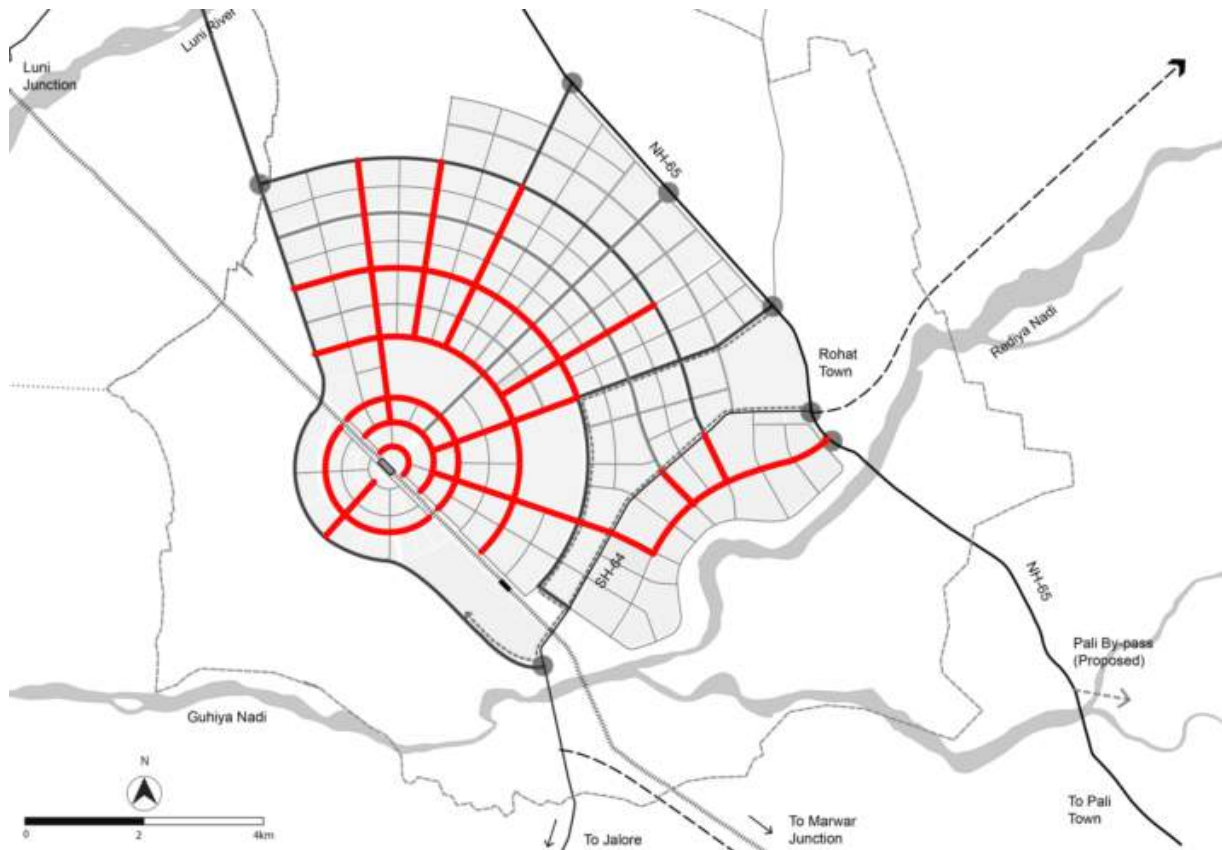 Luni River
Luni
Junction
NH-65
Rohat
Town
Rediya Nadi
SH-64
NH-65
Pali By-pass
(Proposed)
Guhiya Nadi
N
0
2
4km
To Jalore
To Marwar
Junction
To Pali
Town